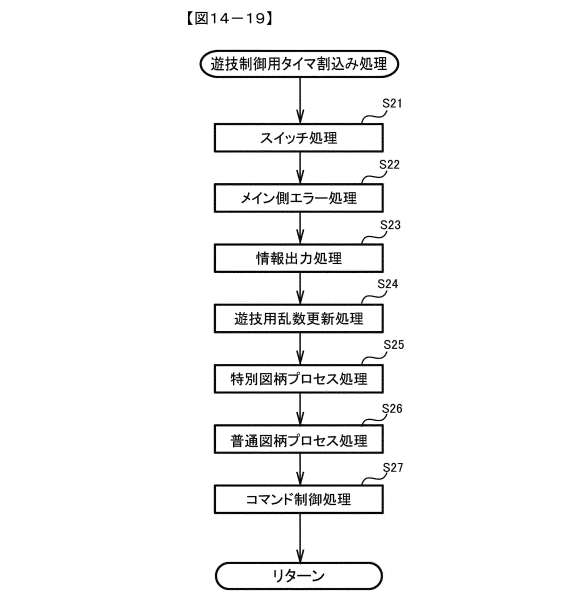 【図14－19】
遊技制御用タイマ割込み処理
S21
スイッチ処理
S22
メイン側エラー処理
S23
情報出力処理
S24
遊技用乱数更新処理
S25
特別図柄プロセス処理
S26
普通図柄プロセス処理
S27
コマンド制御処理
リターン